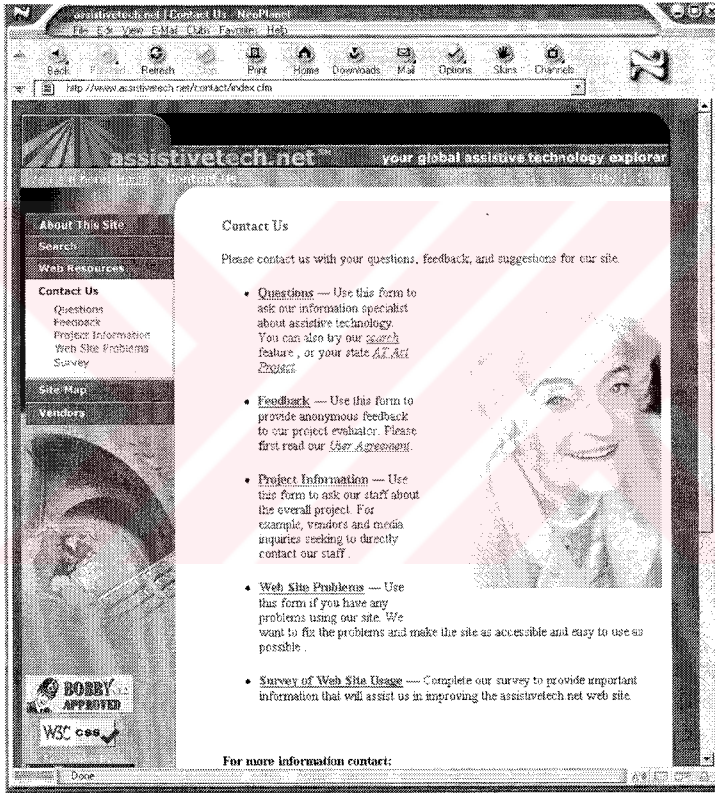 assistivetech.net | Contact Us - NeoPlanet
File Edit View E-Mail Clubs Favorites Help
Back Refresh Stop Print Home Downloads Mail Options Skins Channels
http://www.assistivetech.net/contact/index.cfm
assistivetech.net
your global assistive technology explorer
Contact Us
About This Site
Search
Web Resources
Contact Us
Questions
Feedback
Project Information
Web Site Problems
Survey
Site Map
Vendors
BOBBY
APPROVED
W3C css
Contact Us
Please contact us with your questions, feedback, and suggestions for our site.
• Questions — Use this form to
ask our information specialist
about assistive technology.
You can also try our search
feature , or your state AT Act
Project
• Feedback — Use this form to
provide anonymous feedback
to our project evaluator. Please
first read our User Agreement.
• Project Information — Use
this form to ask our staff about
the overall project. For
example, vendors and media
inquiries seeking to directly
contact our staff .
• Web Site Problems — Use
this form if you have any
problems using our site. We
want to fix the problems and make the site as accessible and easy to use as
possible .
• Survey of Web Site Usage — Complete our survey to provide important
information that will assist us in improving the assistivetech net web site.
For more information contact:
Done